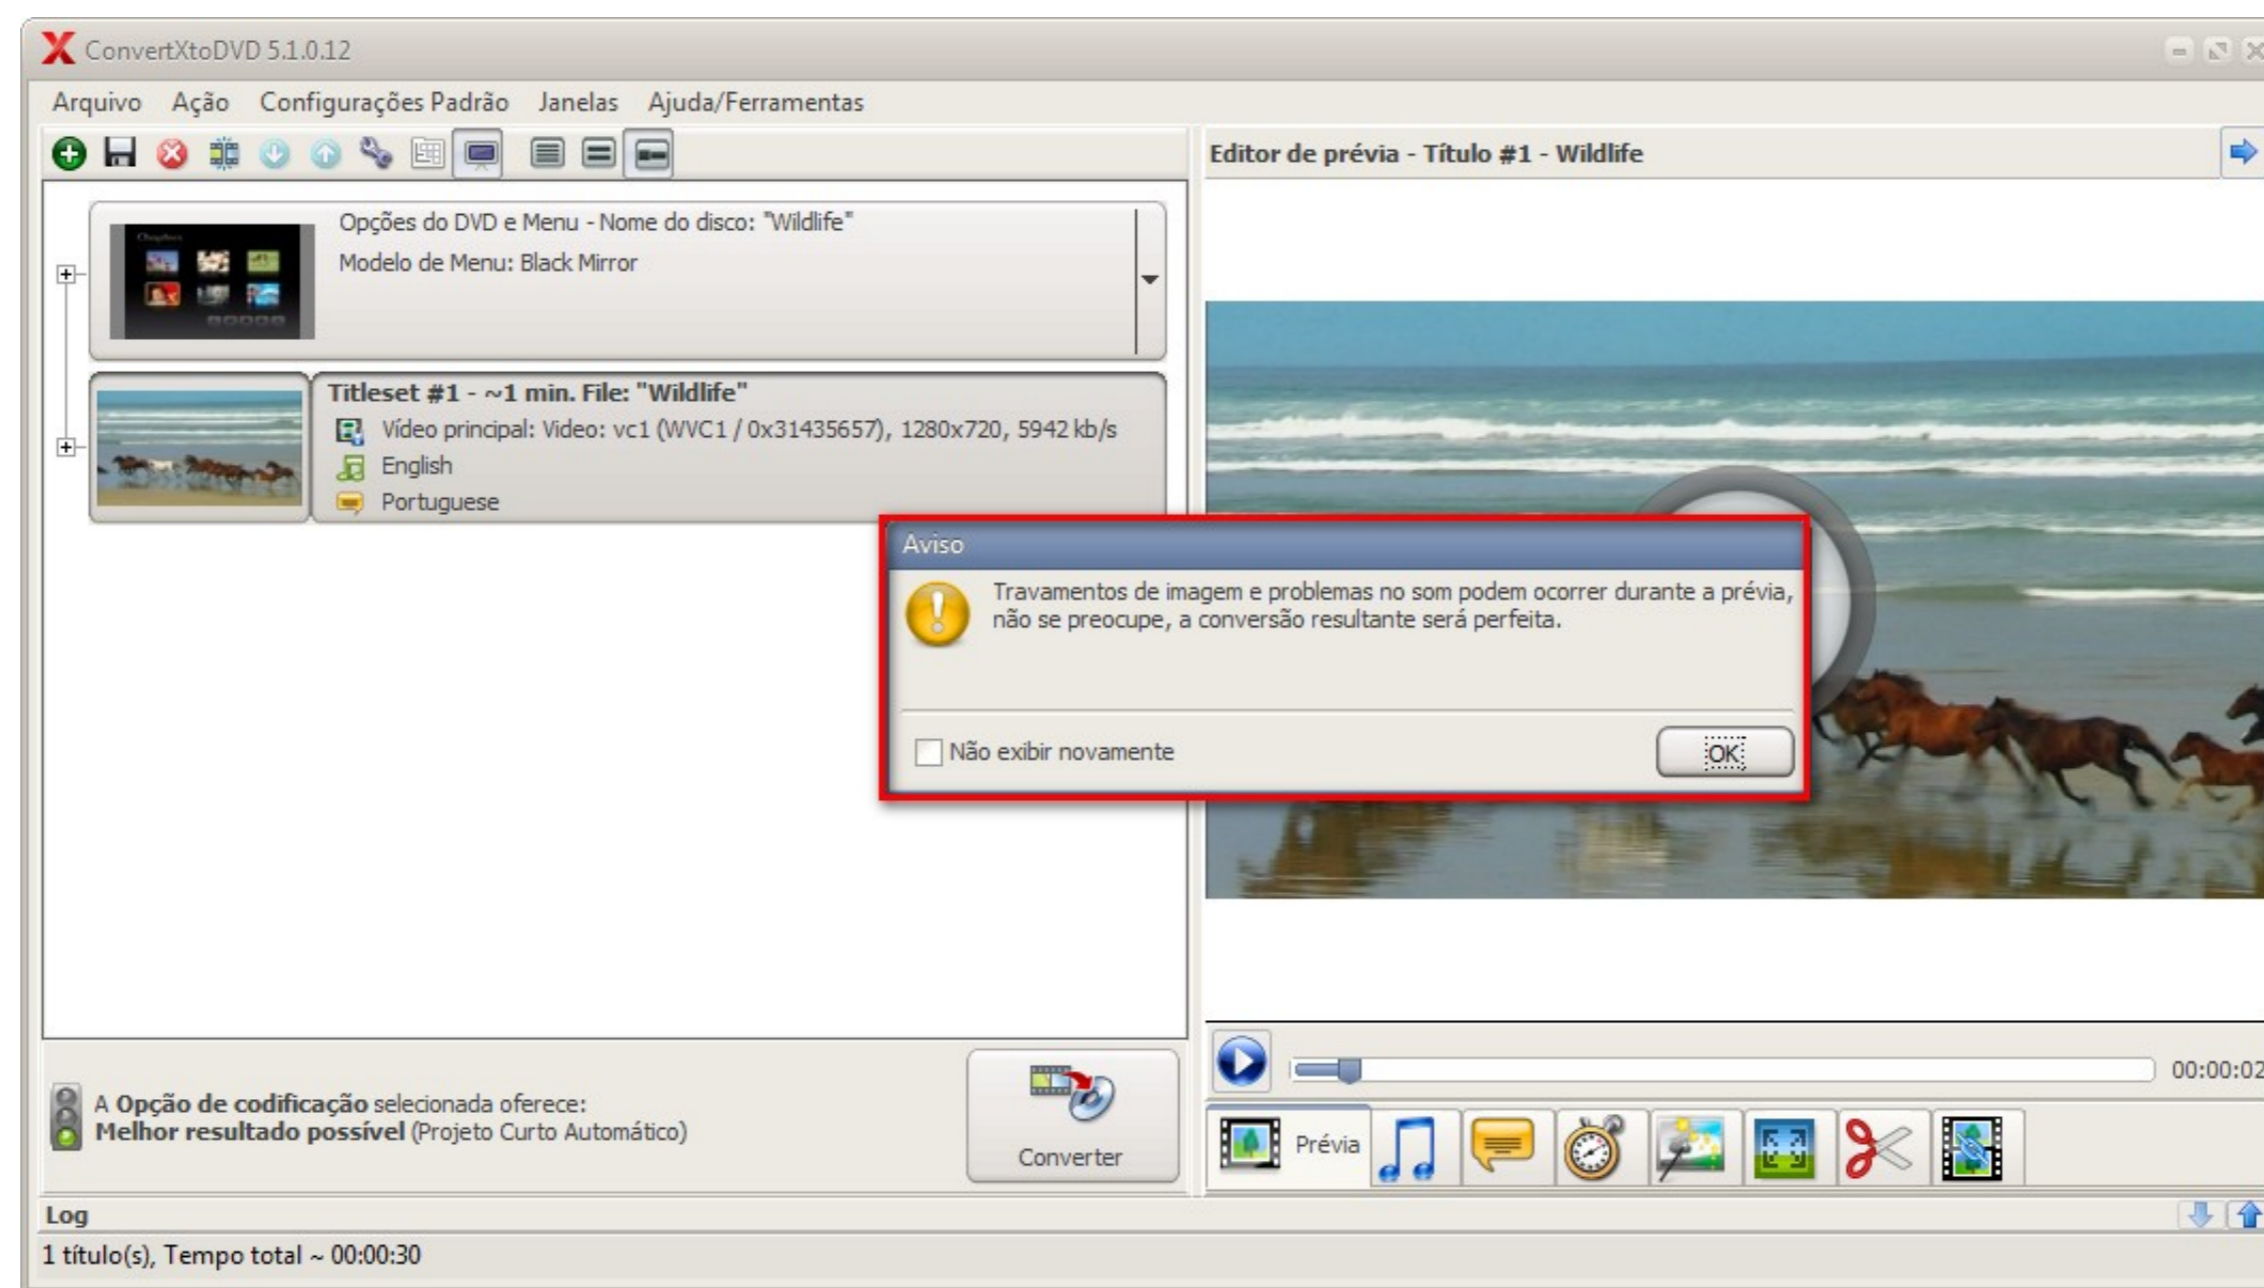 ConvertXtoDVD 5.1.0.12
Arquivo Ação Configurações Padrão Janelas Ajuda/Ferramentas
Editor de prévia - Título #1 - Wildlife
Chapters
Opções do DVD e Menu - Nome do disco: "Wildlife"
Modelo de Menu: Black Mirror
Titleset #1 - ~1 min. File: "Wildlife"
Vídeo principal: Video: vc1 (WVC1 / 0x31435657), 1280x720, 5942 kb/s
English
Portuguese
Aviso
Travamentos de imagem e problemas no som podem ocorrer durante a prévia,
não se preocupe, a conversão resultante será perfeita.
Não exibir novamente
OK
00:00:02
A Opção de codificação selecionada oferece:
Melhor resultado possível (Projeto Curto Automático)
Converter
Prévia
Log
1 título(s), Tempo total ~ 00:00:30